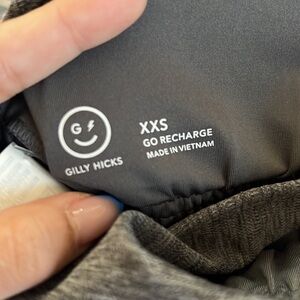 G
GILLY HICKS
XXS
GO RECHARGE
MADE IN VIETNAM